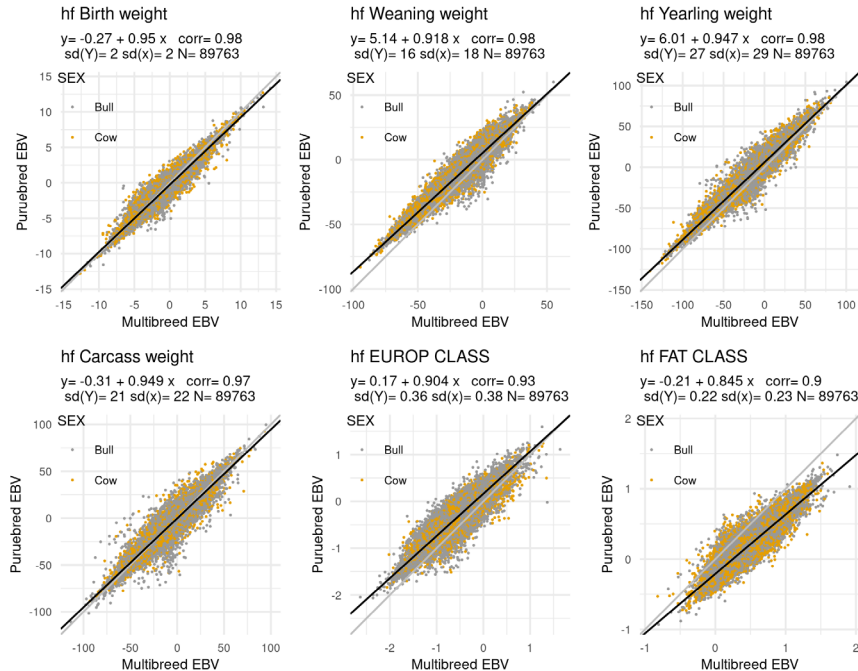 hf Birth weight
y= -0.27 + 0.95 x corr= 0.98
sd(Y)= 2 sd(x)= 2 N= 89763
SEX
Bull
Cow
Puruebred EBV
15
10
5
0
-5
-10
-15
-15 -10 -5 0 5 10 15
Multibreed EBV
hf Weaning weight
y= 5.14 + 0.918 x corr= 0.98
sd(Y)= 16 sd(x)= 18 N= 89763
SEX
Bull
Cow
Puruebred EBV
50
0
-50
-100
-100 -50 0 50
Multibreed EBV
hf Yearling weight
y= 6.01 + 0.947 x corr= 0.98
sd(Y)= 27 sd(x)= 29 N= 89763
SEX
Bull
Cow
Puruebred EBV
100
50
0
-50
-100
-150
-150 -100 -50 0 50 100
Multibreed EBV
hf Carcass weight
y= -0.31 + 0.949 x corr= 0.97
sd(Y)= 21 sd(x)= 22 N= 89763
SEX
Bull
Cow
Puruebred EBV
100
50
0
-50
-100
-100 -50 0 50 100
Multibreed EBV
hf EUROP CLASS
y= 0.17 + 0.904 x corr= 0.93
sd(Y)= 0.36 sd(x)= 0.38 N= 89763
SEX
Bull
Cow
Puruebred EBV
1
0
-1
-2
-2 -1 0 1
Multibreed EBV
hf FAT CLASS
y= -0.21 + 0.845 x corr= 0.9
sd(Y)= 0.22 sd(x)= 0.23 N= 89763
SEX
Bull
Cow
Puruebred EBV
2
1
0
-1
-1 0 1 2
Multibreed EBV